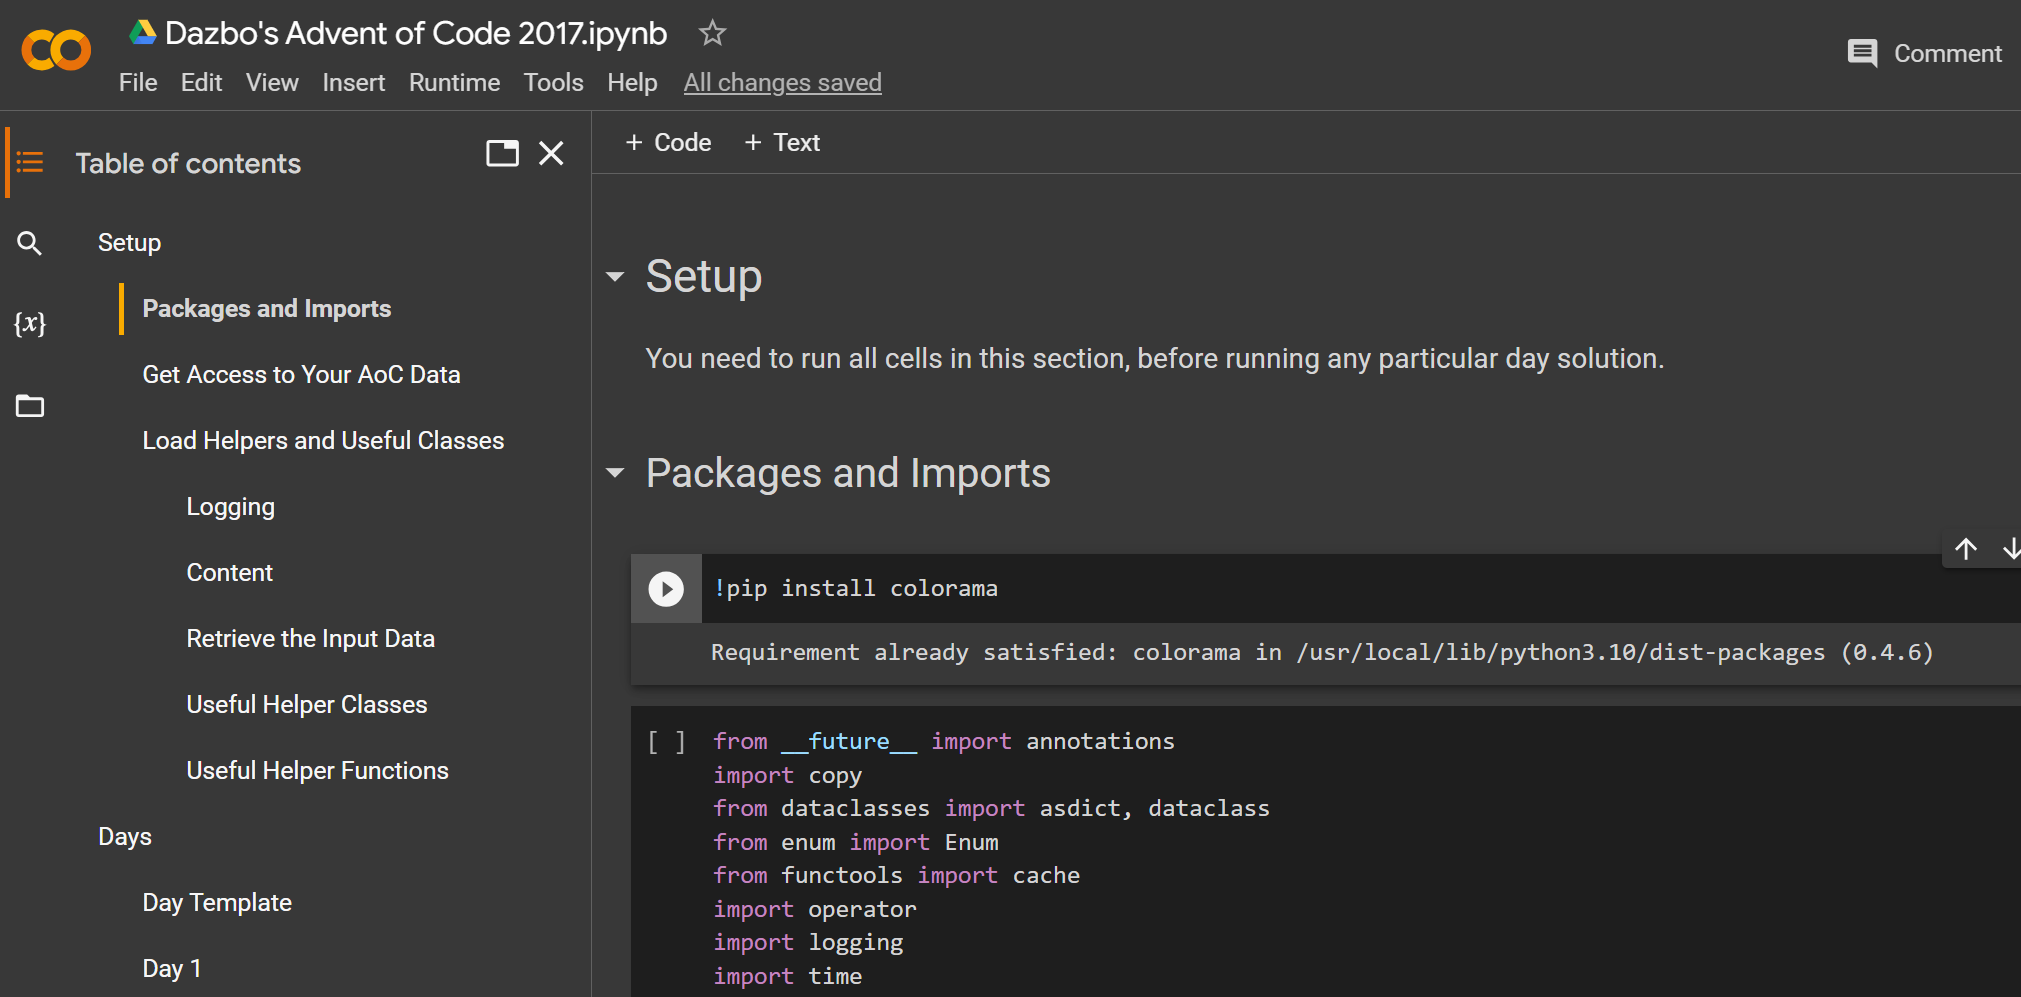 Dazbo's Advent of Code 2017.ipynb
File Edit View Insert Runtime Tools Help All changes saved
Comment
Table of contents
Setup
Packages and Imports
Get Access to Your AoC Data
Load Helpers and Useful Classes
Logging
Content
Retrieve the Input Data
Useful Helper Classes
Useful Helper Functions
Days
Day Template
Day 1
{x}
+ Code + Text
Setup
You need to run all cells in this section, before running any particular day solution.
Packages and Imports
!pip install colorama
Requirement already satisfied: colorama in /usr/local/lib/python3.10/dist-packages (0.4.6)
[ ] from __future__ import annotations
import copy
from dataclasses import asdict, dataclass
from enum import Enum
from functools import cache
import operator
import logging
import time